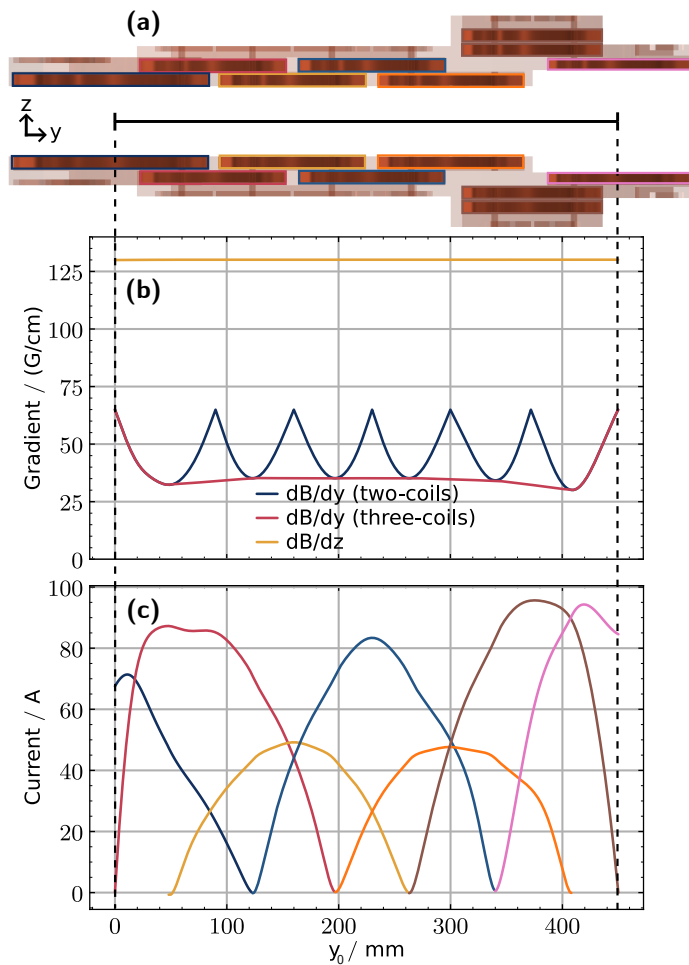 (a)
z
y
(b)
125
100
75
50
25
0
Gradient / (G/cm)
dB/dy (two-coils)
dB/dy (three-coils)
dB/dz
(c)
100
80
60
40
20
0
Current / A
0 100 200 300 400
y₀ / mm